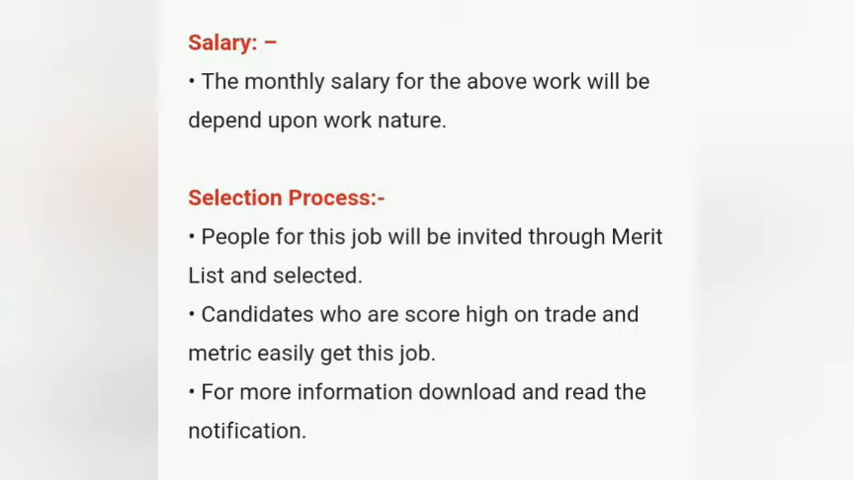 Salary: –
• The monthly salary for the above work will be
depend upon work nature.
Selection Process:-
• People for this job will be invited through Merit
List and selected.
• Candidates who are score high on trade and
metric easily get this job.
• For more information download and read the
notification.